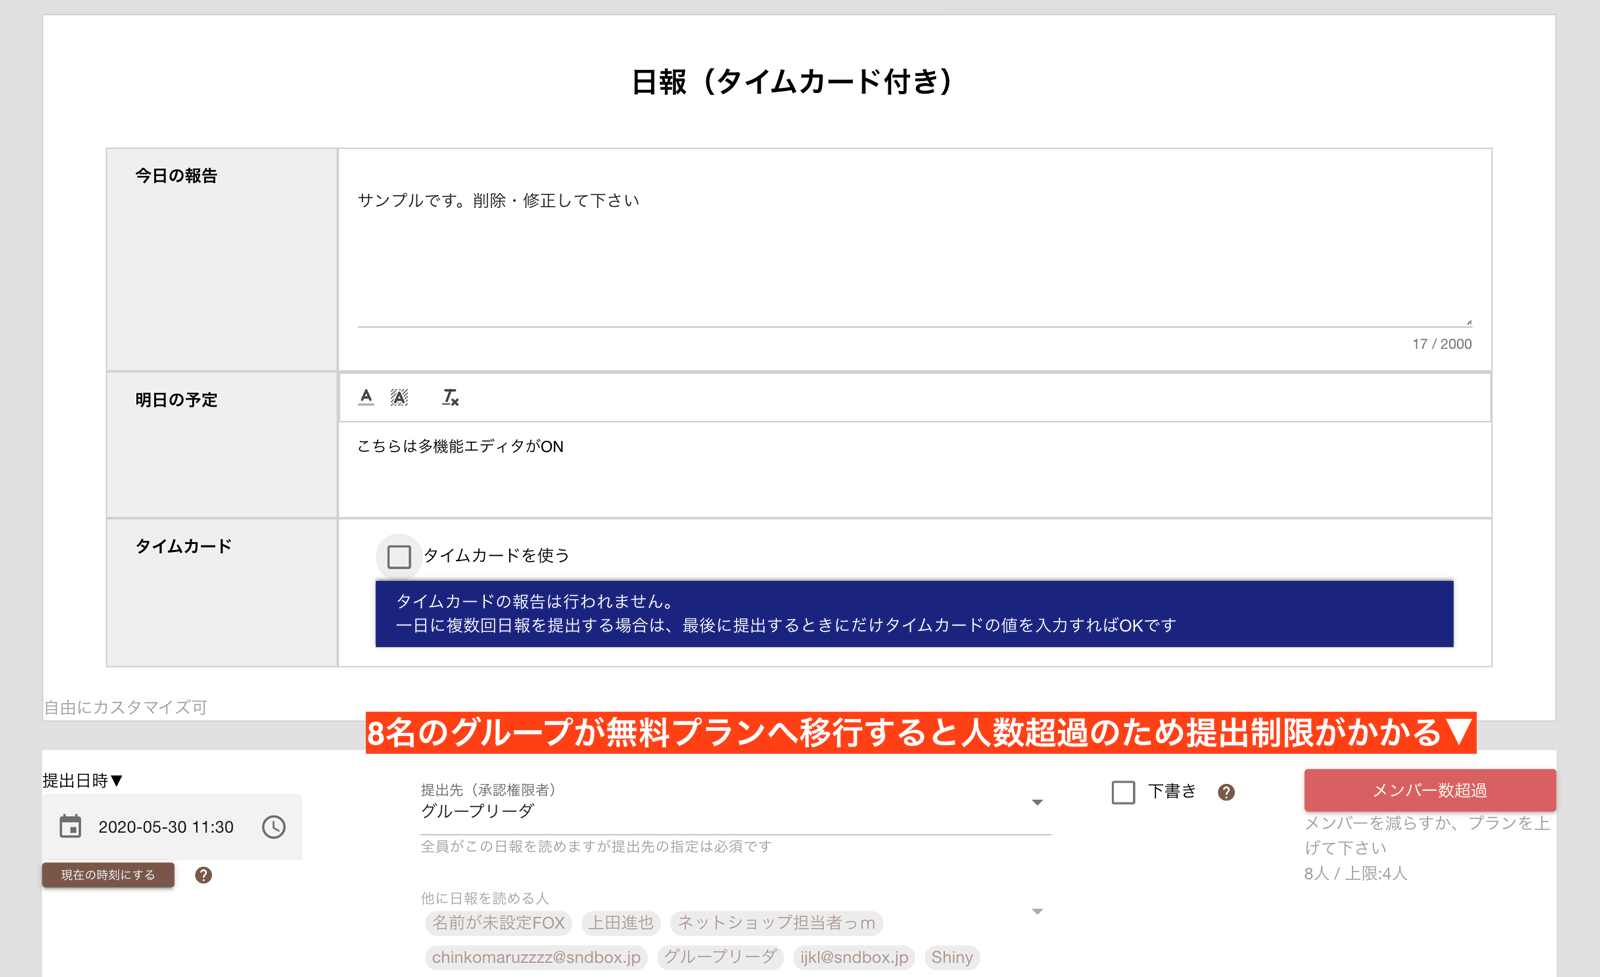 日報（タイムカード付き）
今日の報告
サンプルです。削除・修正して下さい
17 / 2000
明日の予定
こちらは多機能エディタがON
タイムカード
タイムカードを使う
タイムカードの報告は行われません。
一日に複数回日報を提出する場合は、最後に提出するときにだけタイムカードの値を入力すればOKです
自由にカスタマイズ可
8名のグループが無料プランへ移行すると人数超過のため提出制限がかかる▼
提出日時▼
2020-05-30 11:30
現在の時刻にする
提出先（承認権限者）
グループリーダ
全員がこの日報を読めますが提出先の指定は必須です
他に日報を読める人
名前が未設定FOX 上田進也 ネットショップ担当者っm
chinkomaruzzzz@sndbox.jp グループリーダ ijkl@sndbox.jp Shiny
下書き
メンバー数超過
メンバーを減らすか、プランを上
げて下さい
8人 / 上限:4人